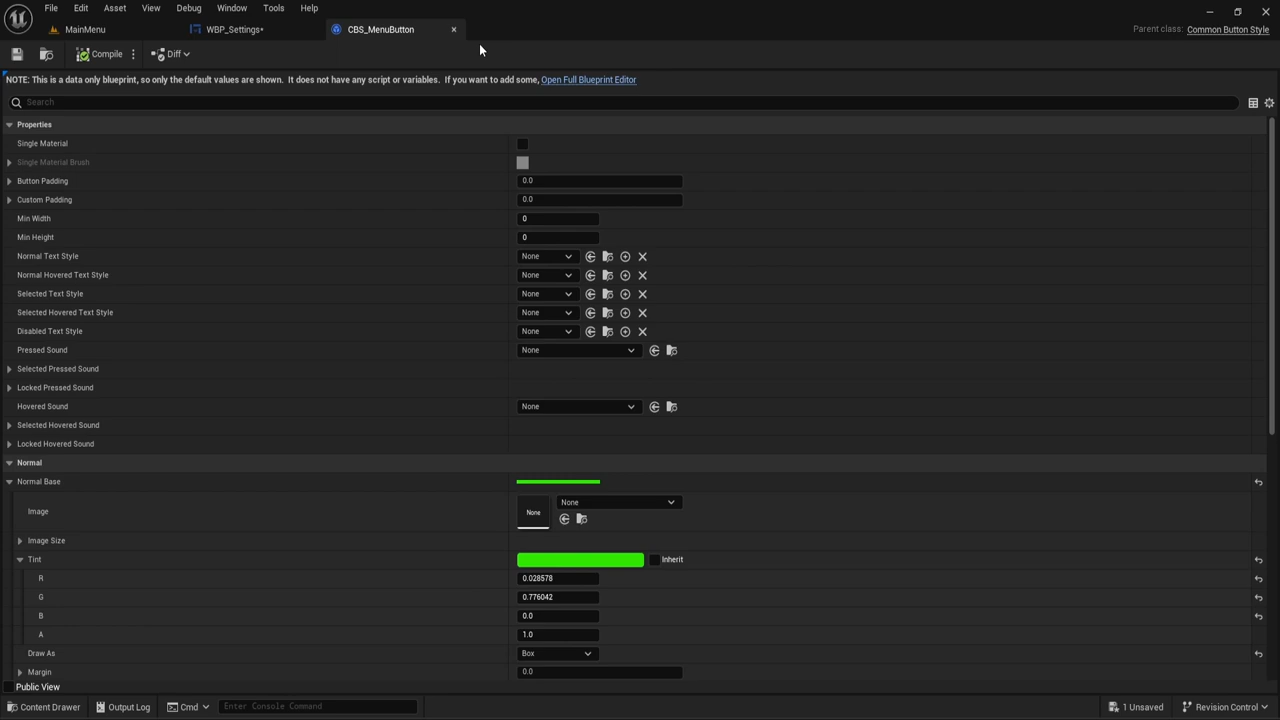 File Edit Asset View Debug Window Tools Help
MainMenu WBP_Settings* CBS_MenuButton Parent class: Common Button Style
Compile Diff
NOTE: This is a data only blueprint, so only the default values are shown. It does not have any script or variables. If you want to add some, Open Full Blueprint Editor
Search
Properties
Single Material
Single Material Brush
Button Padding 0.0
Custom Padding 0.0
Min Width 0
Min Height 0
Normal Text Style None
Normal Hovered Text Style None
Selected Text Style None
Selected Hovered Text Style None
Disabled Text Style None
Pressed Sound None
Selected Pressed Sound
Locked Pressed Sound
Hovered Sound None
Selected Hovered Sound
Locked Hovered Sound
Normal
Normal Base
Image None None
Image Size
Tint Inherit
R 0.028578
G 0.776042
B 0.0
A 1.0
Draw As Box
Margin 0.0
Public View
Content Drawer Output Log Cmd Enter Console Command 1 Unsaved Revision Control